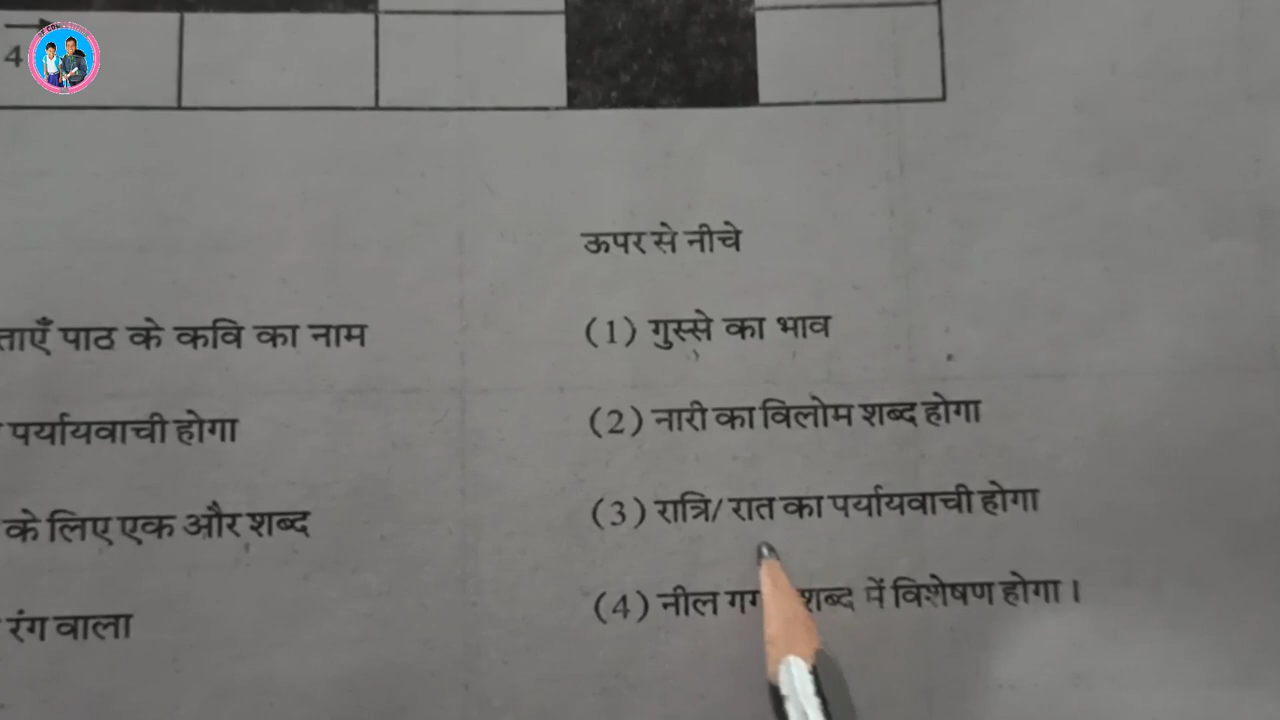 4
ऊपर से नीचे
ताएँ पाठ के कवि का नाम
(1) गुस्से का भाव
पर्यायवाची होगा
(2) नारी का विलोम शब्द होगा
के लिए एक और शब्द
(3) रात्रि/ रात का पर्यायवाची होगा
रंग वाला
(4) नील शब्द में विशेषण होगा ।